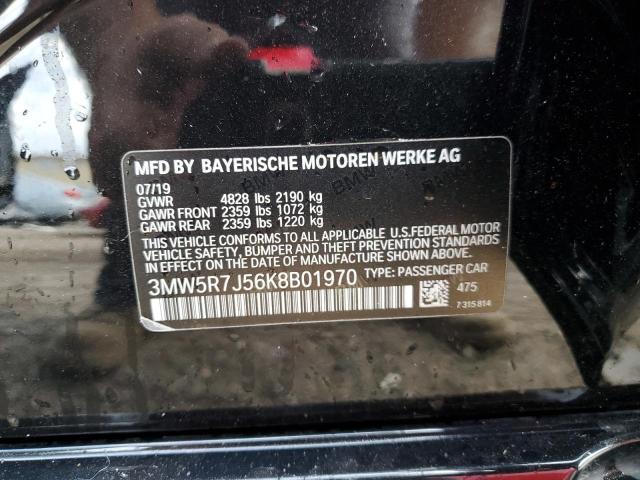 MFD BY BAYERISCHE MOTOREN WERKE AG
07/19
GVWR 4828 lbs 2190 kg
GAWR FRONT 2359 lbs 1072 kg
GAWR REAR 2359 lbs 1220 kg
THIS VEHICLE CONFORMS TO ALL APPLICABLE U.S.FEDERAL MOTOR
VEHICLE SAFETY, BUMPER AND THEFT PREVENTION STANDARDS
IN EFFECT ON DATE OF MANUFACTURE SHOWN ABOVE.
3MW5R7J56K8B01970 TYPE: PASSENGER CAR
475
7 315 814